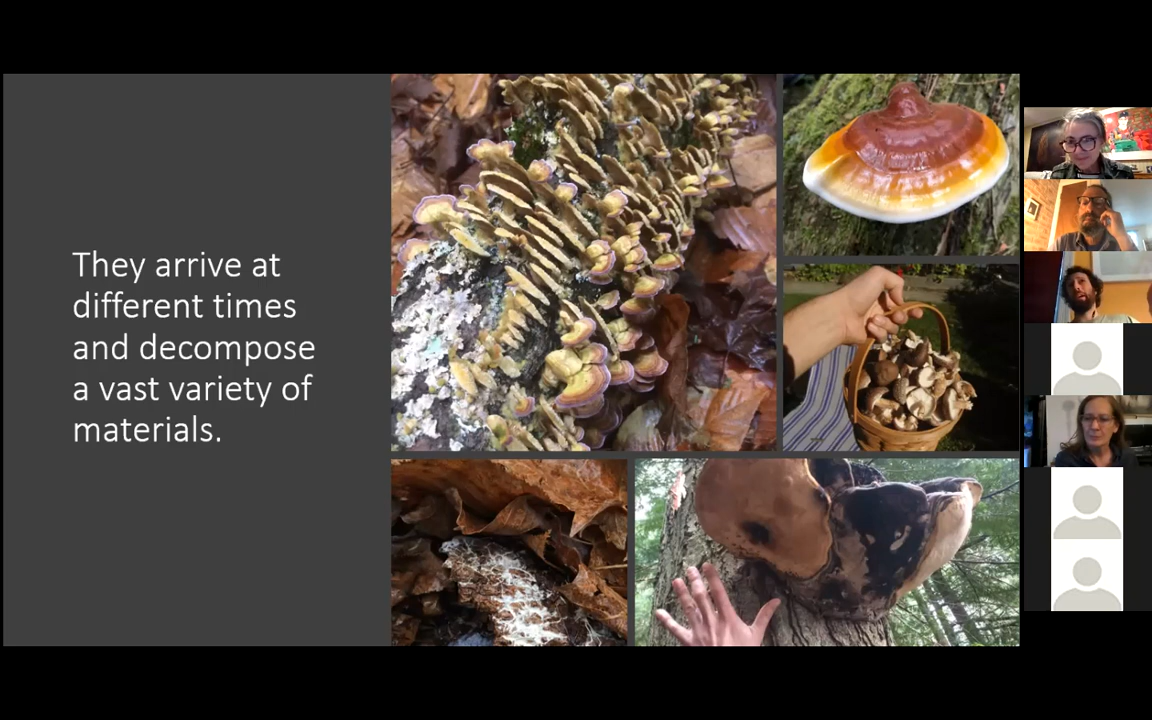 They arrive at
different times
and decompose
a vast variety of
materials.